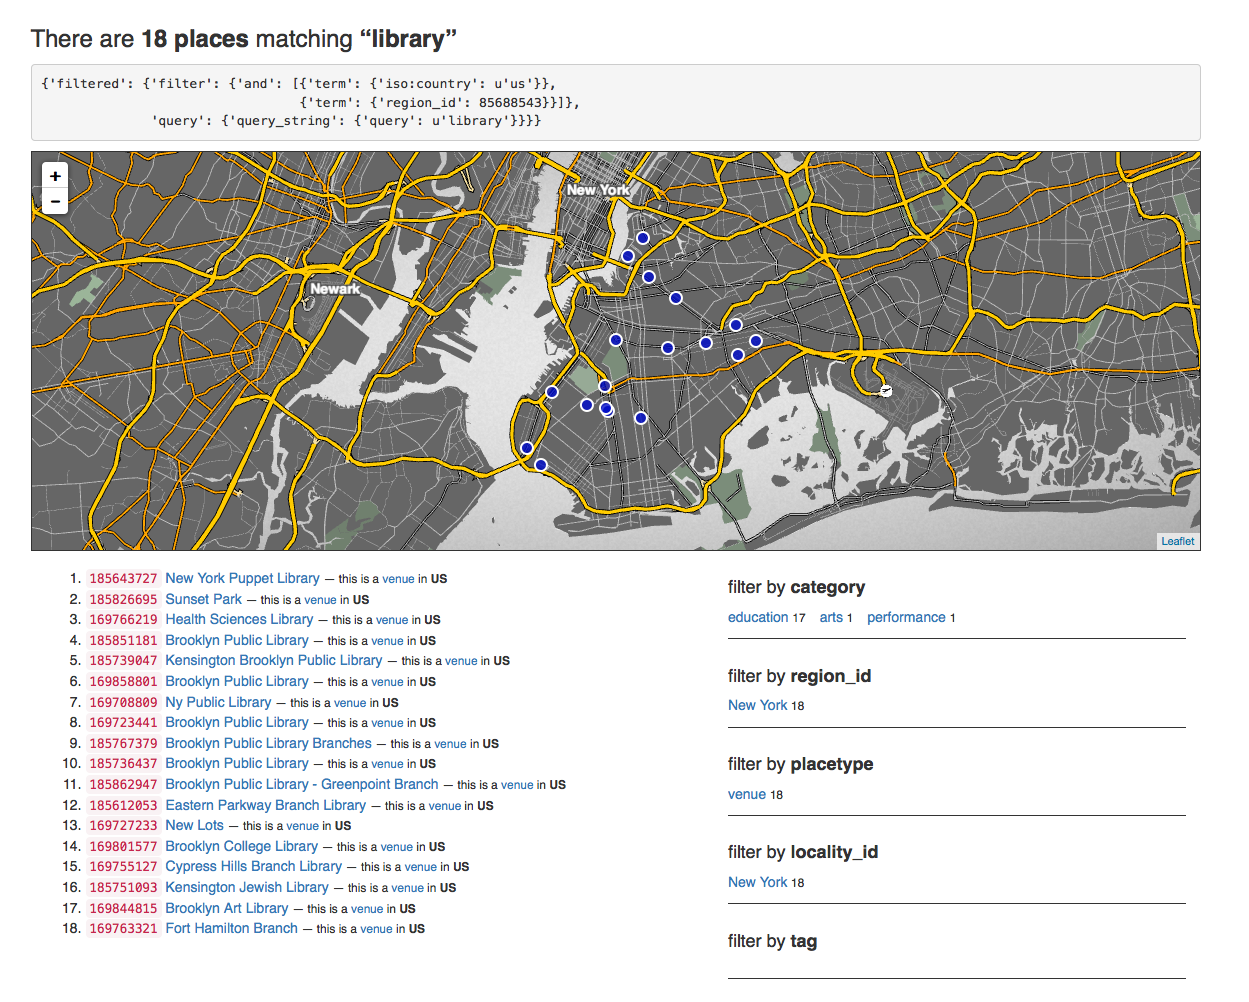 There are 18 places matching “library”
{'filtered': {'filter': {'and': [{'term': {'iso:country': u'us'}},
{'term': {'region_id': 85688543}}]},
'query': {'query_string': {'query': u'library'}}}}
+
−
New York
Newark
Leaflet
1. 185643727 New York Puppet Library — this is a venue in US
2. 185826695 Sunset Park — this is a venue in US
3. 169766219 Health Sciences Library — this is a venue in US
4. 185851181 Brooklyn Public Library — this is a venue in US
5. 185739047 Kensington Brooklyn Public Library — this is a venue in US
6. 169858801 Brooklyn Public Library — this is a venue in US
7. 169708809 Ny Public Library — this is a venue in US
8. 169723441 Brooklyn Public Library — this is a venue in US
9. 185767379 Brooklyn Public Library Branches — this is a venue in US
10. 185736437 Brooklyn Public Library — this is a venue in US
11. 185862947 Brooklyn Public Library - Greenpoint Branch — this is a venue in US
12. 185612053 Eastern Parkway Branch Library — this is a venue in US
13. 169727233 New Lots — this is a venue in US
14. 169801577 Brooklyn College Library — this is a venue in US
15. 169755127 Cypress Hills Branch Library — this is a venue in US
16. 185751093 Kensington Jewish Library — this is a venue in US
17. 169844815 Brooklyn Art Library — this is a venue in US
18. 169763321 Fort Hamilton Branch — this is a venue in US
filter by category
education 17 arts 1 performance 1
filter by region_id
New York 18
filter by placetype
venue 18
filter by locality_id
New York 18
filter by tag